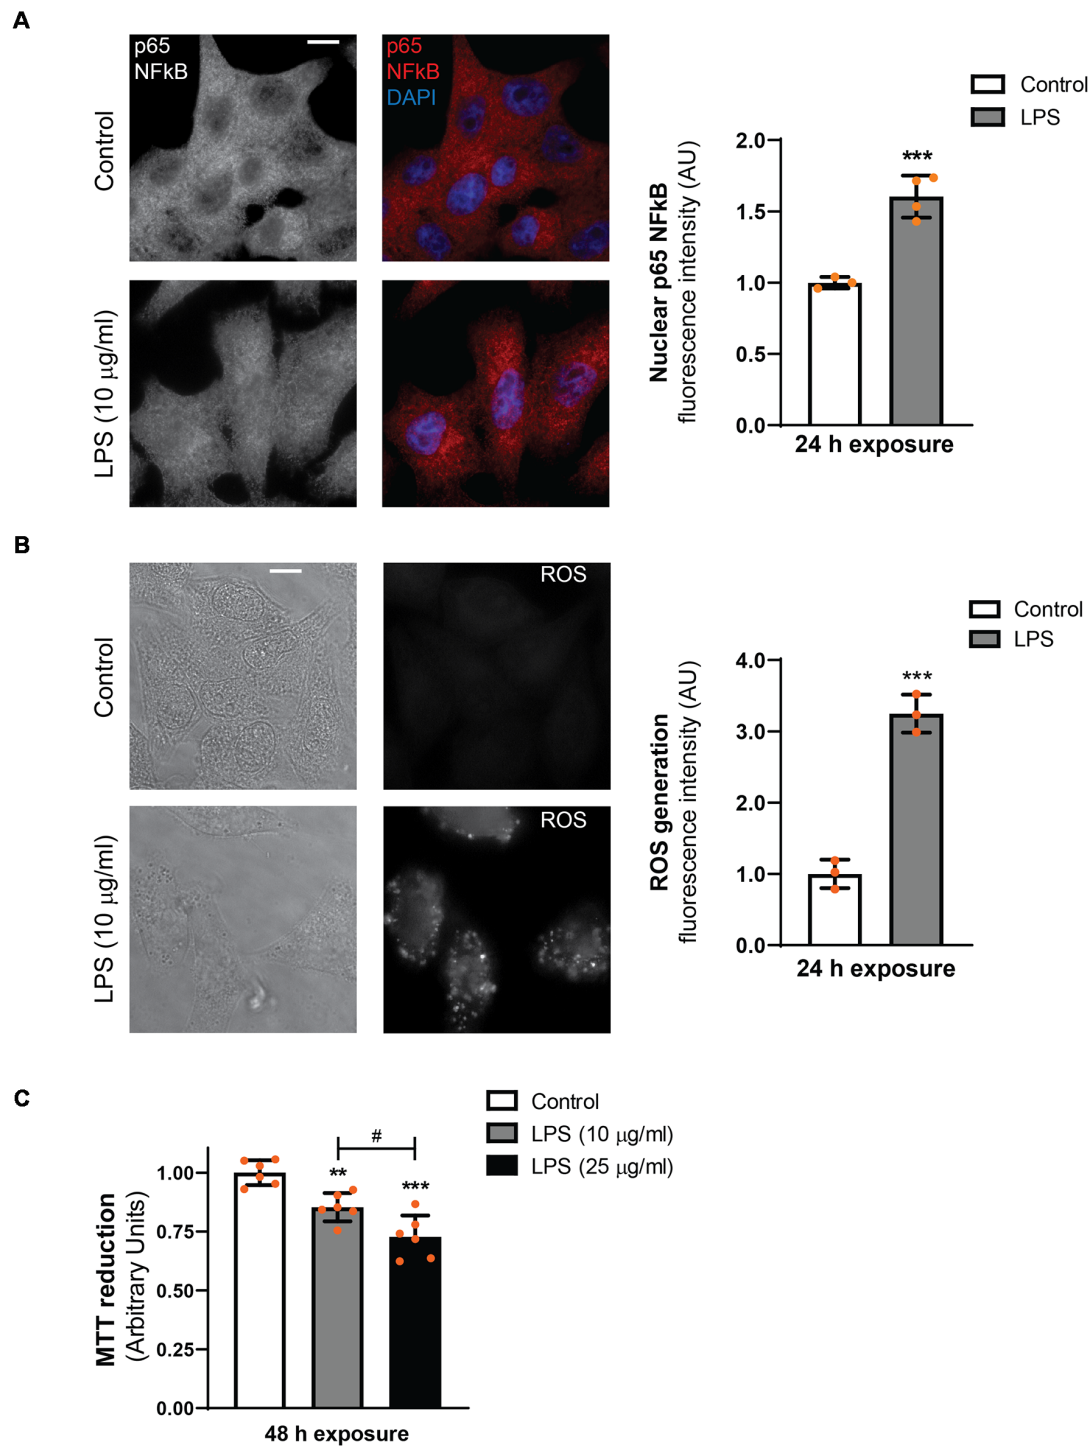 A
p65
NFkB
p65
NFkB
DAPI
Control
LPS (10 µg/ml)
Control
LPS
Nuclear p65 NFkB
fluorescence intensity (AU)
2.0
***
1.5
1.0
0.5
0.0
24 h exposure
B
ROS
Control
ROS
LPS (10 µg/ml)
Control
LPS
ROS generation
fluorescence intensity (AU)
4.0
***
3.0
2.0
1.0
0.0
24 h exposure
C
Control
LPS (10 µg/ml)
LPS (25 µg/ml)
MTT reduction
(Arbitrary Units)
#
1.00
**
***
0.75
0.50
0.25
0.00
48 h exposure